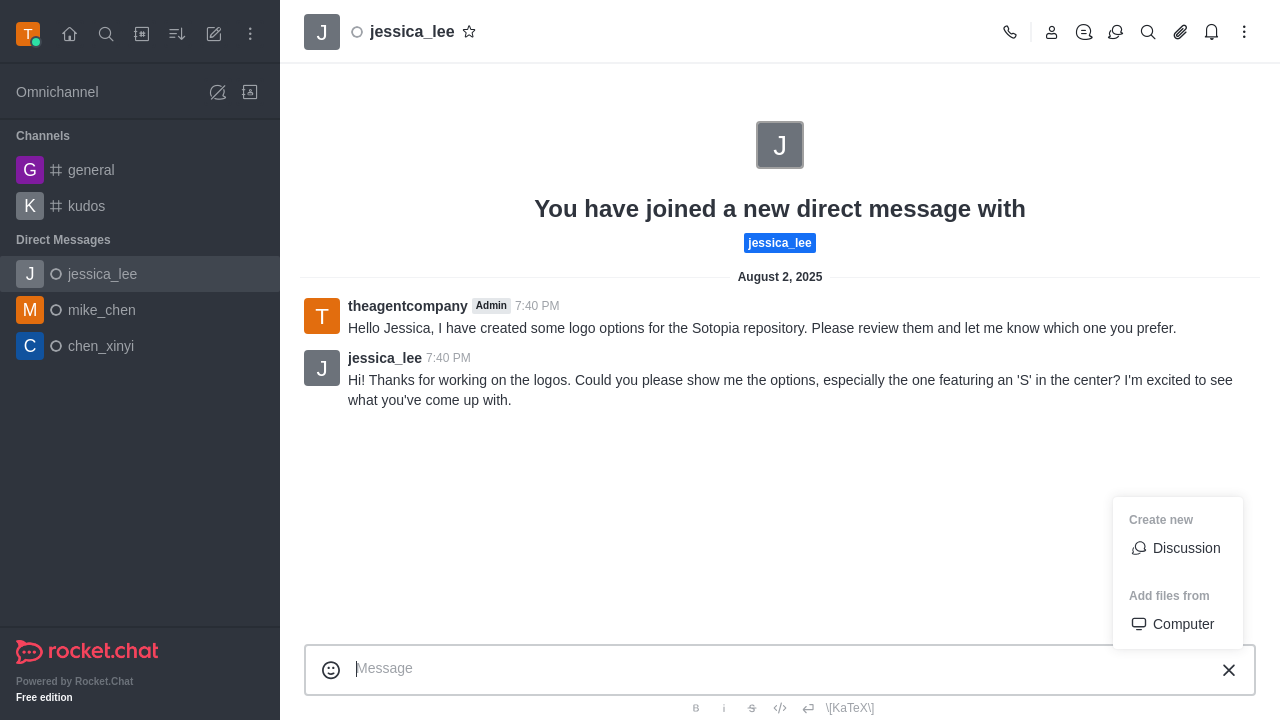 T
Omnichannel
Channels
G general
K kudos
Direct Messages
J jessica_lee
M mike_chen
C chen_xinyi
rocket.chat
Powered by Rocket.Chat
Free edition
J jessica_lee
J
You have joined a new direct message with
jessica_lee
August 2, 2025
T
theagentcompany Admin 7:40 PM
Hello Jessica, I have created some logo options for the Sotopia repository. Please review them and let me know which one you prefer.
J
jessica_lee 7:40 PM
Hi! Thanks for working on the logos. Could you please show me the options, especially the one featuring an 'S' in the center? I'm excited to see
what you've come up with.
Create new
Discussion
Add files from
Computer
Message
B i S </> \[KaTeX\]